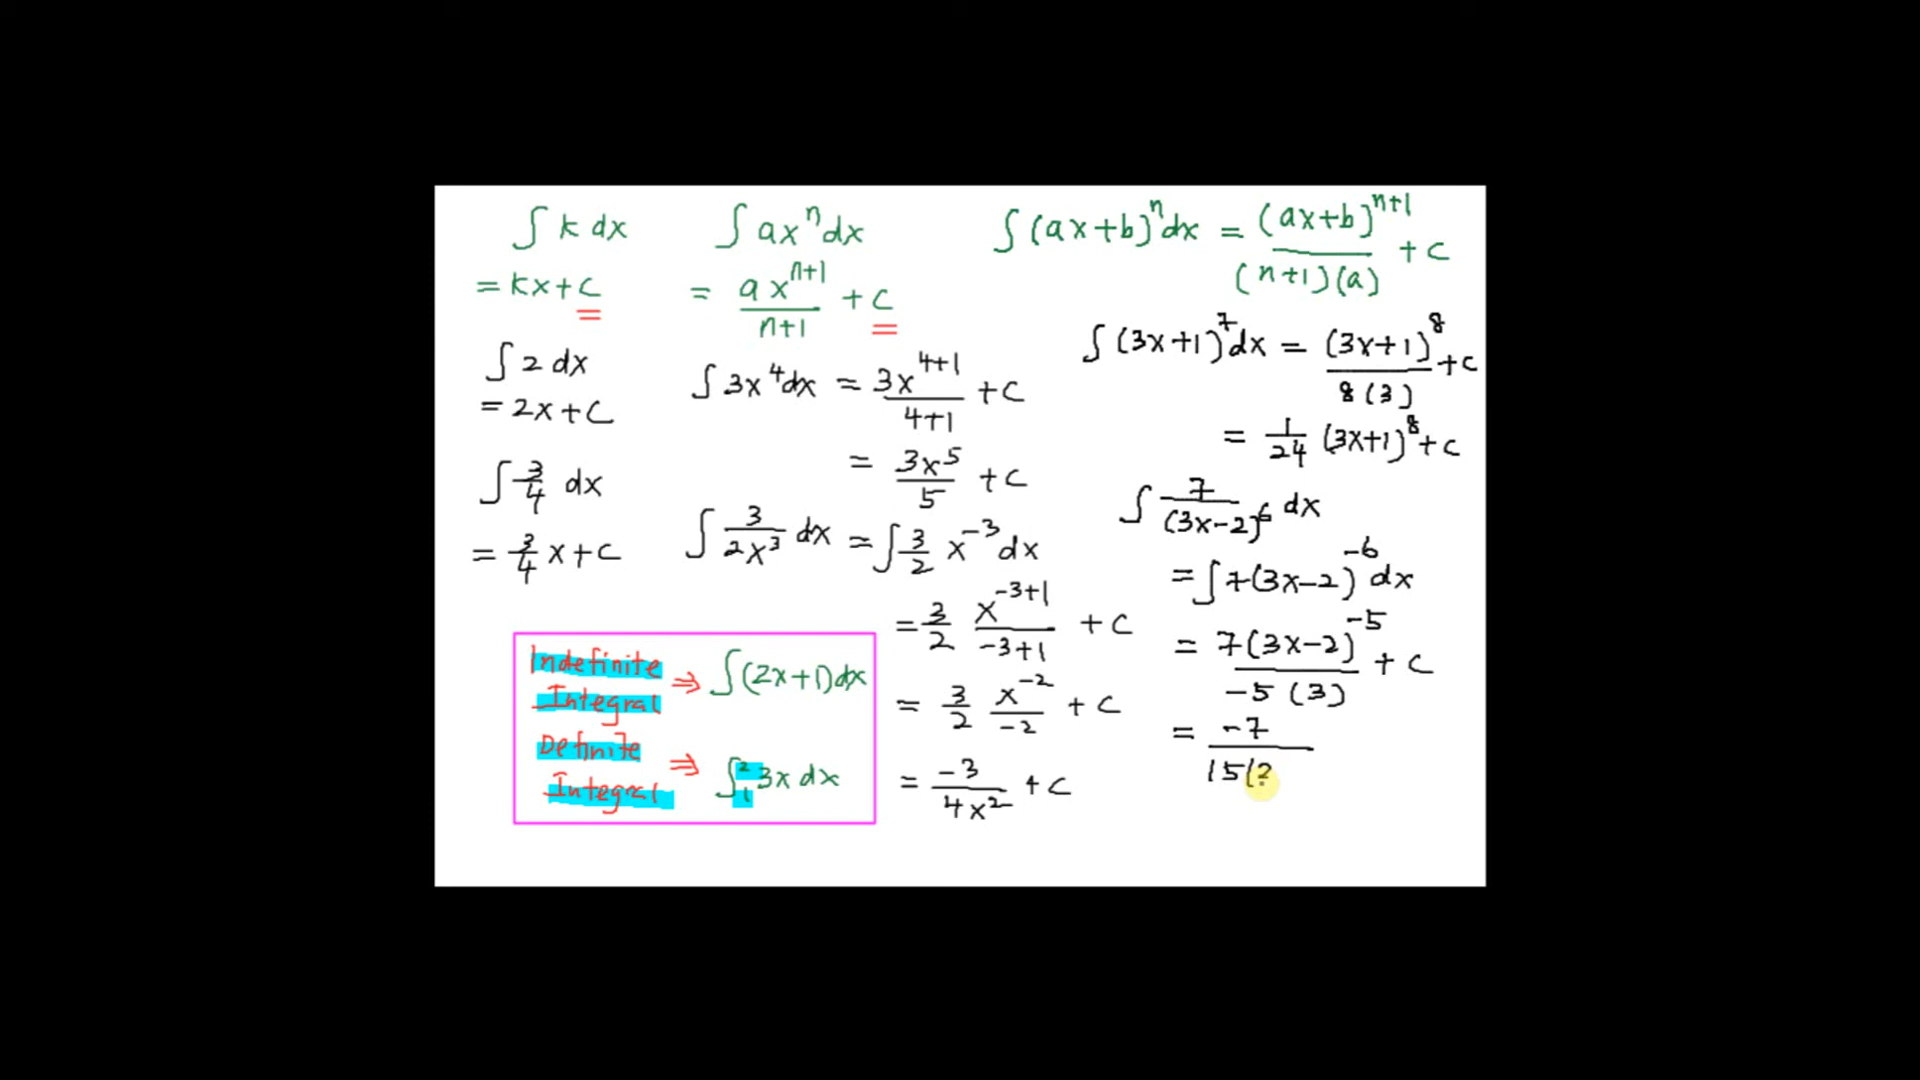 ∫ k dx
= kx + c
∫ 2 dx
= 2x + c
∫ 3/4 dx
= 3/4 x + c
∫ ax^n dx
= ax^(n+1)/(n+1) + c
∫ 3x^4 dx = 3x^(4+1)/(4+1) + c
= 3x^5/5 + c
∫ 3/(2x^3) dx = ∫ 3/2 x^(-3) dx
= 3/2 x^(-3+1)/(-3+1) + c
= 3/2 x^(-2)/(-2) + c
= -3/(4x^2) + c
∫ (ax+b)^n dx = (ax+b)^(n+1)/((n+1)(a)) + c
∫ (3x+1)^7 dx = (3x+1)^8/(8(3)) + c
= 1/24 (3x+1)^8 + c
∫ 7/(3x-2)^6 dx
= ∫ 7(3x-2)^(-6) dx
= 7(3x-2)^(-5)/(-5(3)) + c
= -7/15(3
Indefinite
Integral ⇒ ∫(2x+1)dx
Definite
Integral ⇒ ∫_1^2 3x dx